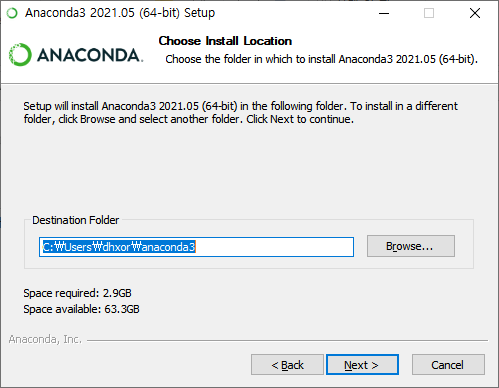 Anaconda3 2021.05 (64-bit) Setup
ANACONDA.
Choose Install Location
Choose the folder in which to install Anaconda3 2021.05 (64-bit).
Setup will install Anaconda3 2021.05 (64-bit) in the following folder. To install in a different
folder, click Browse and select another folder. Click Next to continue.
Destination Folder
C:₩Users₩dhxor₩anaconda3
Browse...
Space required: 2.9GB
Space available: 63.3GB
Anaconda, Inc.
< Back
Next >
Cancel